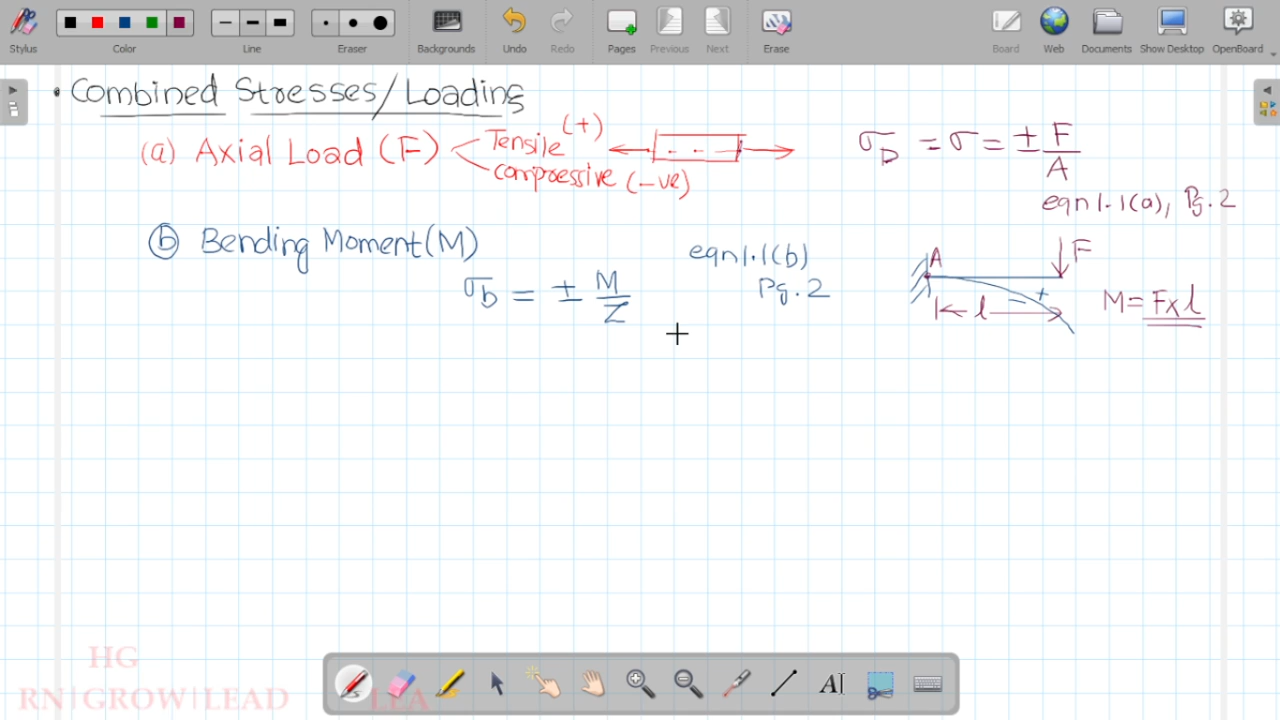 Stylus Color Line Eraser Backgrounds Undo Redo Pages Previous Next Erase Board Web Documents Show Desktop OpenBoard
• Combined Stresses/Loading
(a) Axial Load (F) Tensile (+) σD = σ = ± F/A
compressive (-ve)
eqn 1.1(a), Pg. 2
ⓑ Bending Moment (M) eqn 1.1(b) A F
σb = ± M/Z Pg. 2 + - l M = F x l
HG
RN|GROW|LEAD LEA
AI